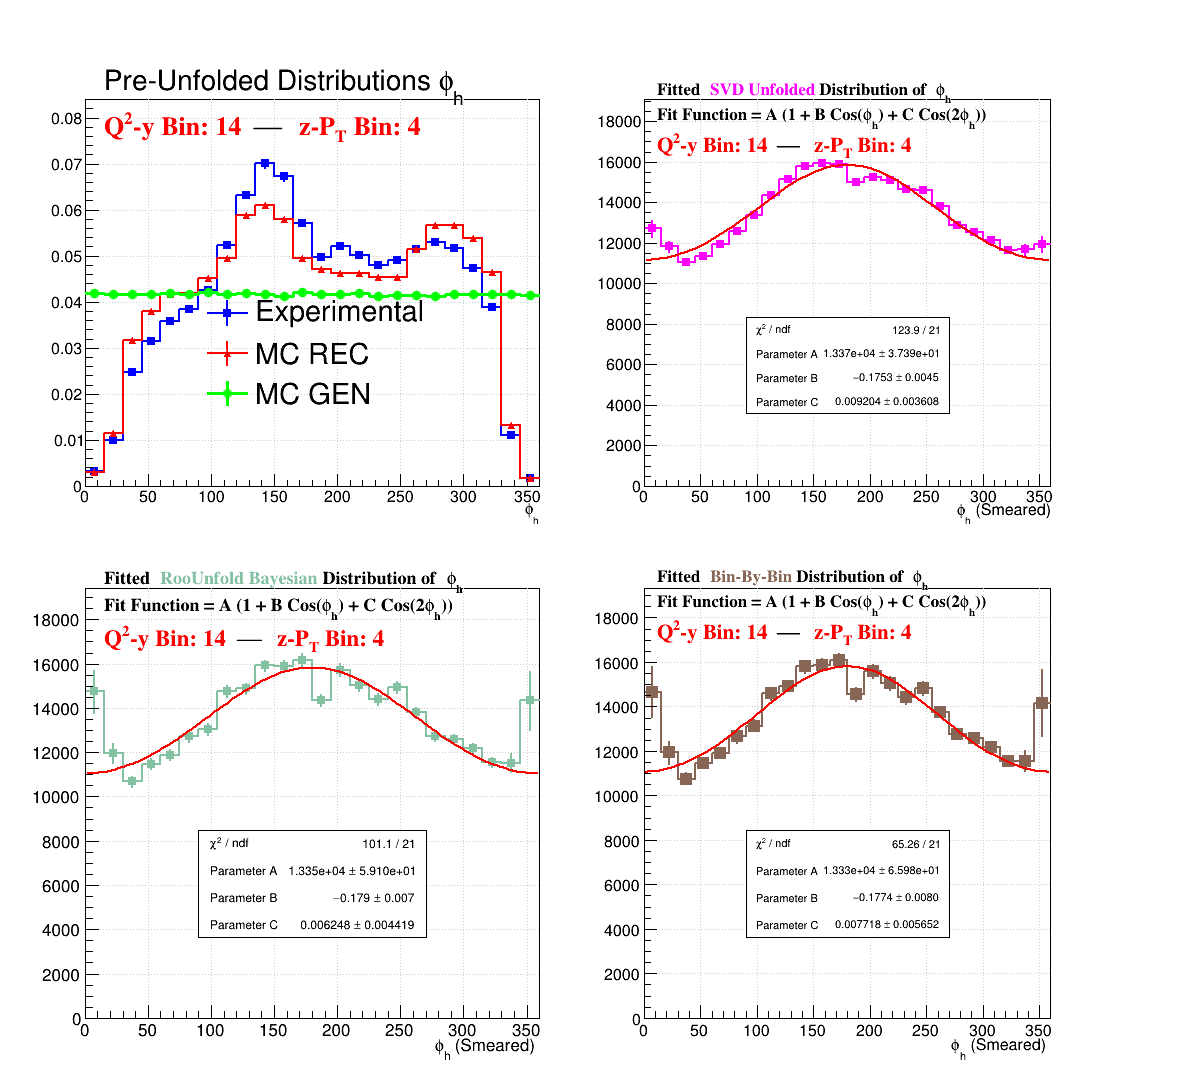 Pre-Unfolded Distributions ϕh
Q²-y Bin: 14 — z-PT Bin: 4
0.08
0.07
0.06
0.05
0.04
0.03
0.02
0.01
0
Experimental
MC REC
MC GEN
0 50 100 150 200 250 300 350
ϕh
Fitted SVD Unfolded Distribution of ϕh
Fit Function = A (1 + B Cos(ϕh) + C Cos(2ϕh))
Q²-y Bin: 14 — z-PT Bin: 4
18000
16000
14000
12000
10000
8000
6000
4000
2000
0
χ² / ndf 123.9 / 21
Parameter A 1.337e+04 ± 3.739e+01
Parameter B −0.1753 ± 0.0045
Parameter C 0.009204 ± 0.003608
0 50 100 150 200 250 300 350
ϕh (Smeared)
Fitted RooUnfold Bayesian Distribution of ϕh
Fit Function = A (1 + B Cos(ϕh) + C Cos(2ϕh))
Q²-y Bin: 14 — z-PT Bin: 4
18000
16000
14000
12000
10000
8000
6000
4000
2000
0
χ² / ndf 101.1 / 21
Parameter A 1.335e+04 ± 5.910e+01
Parameter B −0.179 ± 0.007
Parameter C 0.006248 ± 0.004419
0 50 100 150 200 250 300 350
ϕh (Smeared)
Fitted Bin-By-Bin Distribution of ϕh
Fit Function = A (1 + B Cos(ϕh) + C Cos(2ϕh))
Q²-y Bin: 14 — z-PT Bin: 4
18000
16000
14000
12000
10000
8000
6000
4000
2000
0
χ² / ndf 65.26 / 21
Parameter A 1.333e+04 ± 6.598e+01
Parameter B −0.1774 ± 0.0080
Parameter C 0.007718 ± 0.005652
0 50 100 150 200 250 300 350
ϕh (Smeared)